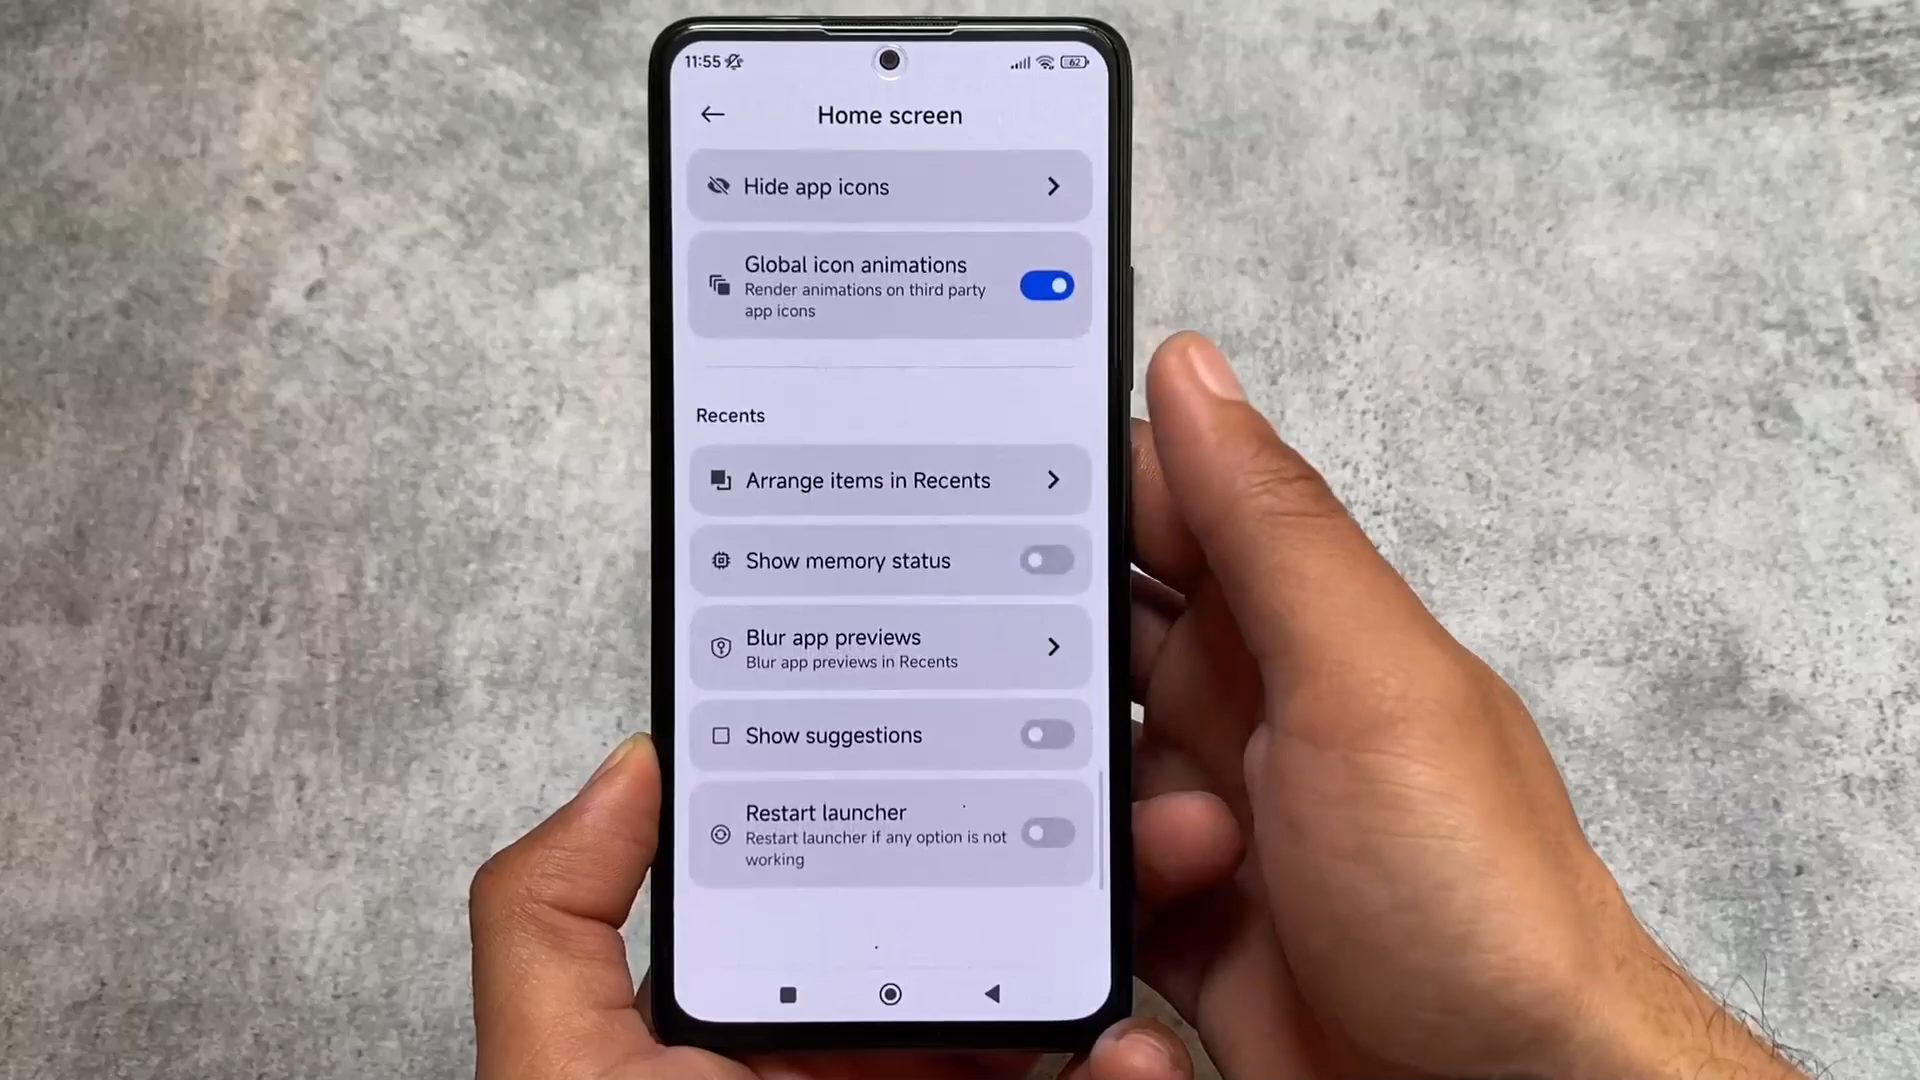 11:55
62
Home screen
Hide app icons
Global icon animations
Render animations on third party
app icons
Recents
Arrange items in Recents
Show memory status
Blur app previews
Blur app previews in Recents
Show suggestions
Restart launcher
Restart launcher if any option is not
working